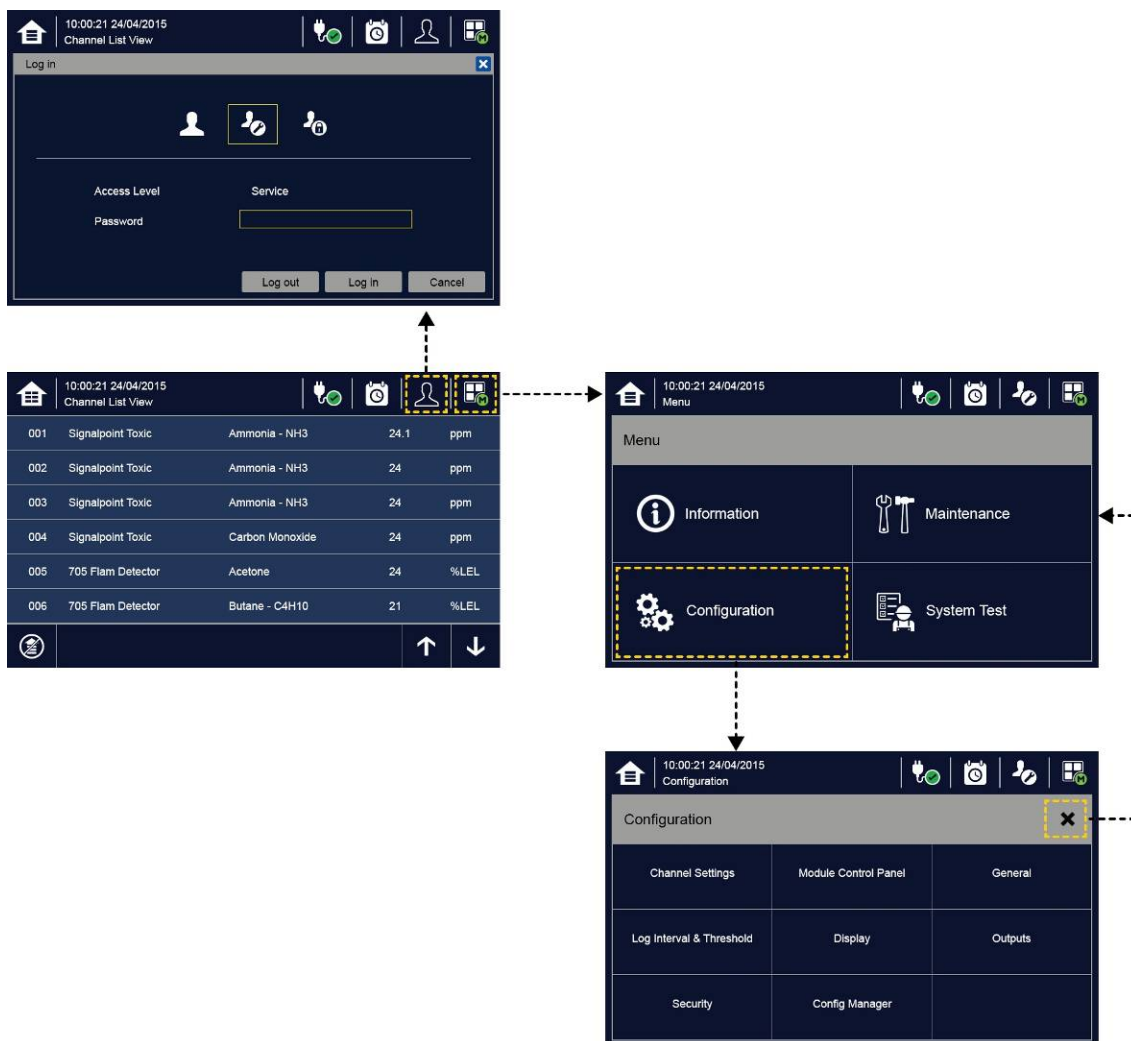 10:00:21 24/04/2015
Channel List View
Log in
Access Level Service
Password
Log out Log in Cancel
10:00:21 24/04/2015
Channel List View
001 Signalpoint Toxic Ammonia - NH3 24.1 ppm
002 Signalpoint Toxic Ammonia - NH3 24 ppm
003 Signalpoint Toxic Ammonia - NH3 24 ppm
004 Signalpoint Toxic Carbon Monoxide 24 ppm
005 705 Flam Detector Acetone 24 %LEL
006 705 Flam Detector Butane - C4H10 21 %LEL
10:00:21 24/04/2015
Menu
Menu
Information Maintenance
Configuration System Test
10:00:21 24/04/2015
Configuration
Configuration
Channel Settings Module Control Panel General
Log Interval & Threshold Display Outputs
Security Config Manager